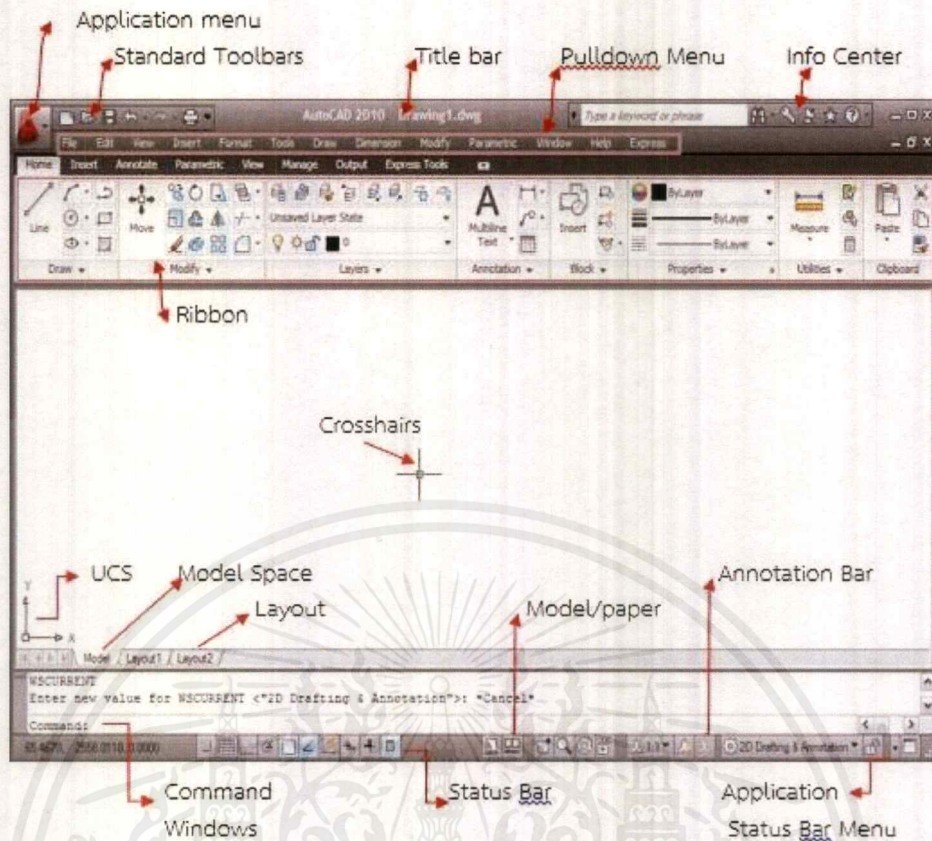 Application menu
Standard Toolbars Title bar Pulldown Menu Info Center
AutoCAD 2010 Drawing1.dwg Type a keyword or phrase
File Edit View Insert Format Tools Draw Dimension Modify Parametric Window Help Express
Home Insert Annotate Parametric View Manage Output Express Tools
ByLayer
Line Move Unsaved Layer State Multiline Text Insert ByLayer Measure Paste
0 ByLayer
Draw Modify Layers Annotation Block Properties Utilities Clipboard
Ribbon
Crosshairs
UCS Model Space Annotation Bar
Layout Model/paper
Y
X
Model Layout1 Layout2
WSCURRENT
Enter new value for WSCURRENT <"2D Drafting & Annotation">: *Cancel*
Command:
1:1 2D Drafting & Annotation
Command Status Bar Application
Windows Status Bar Menu